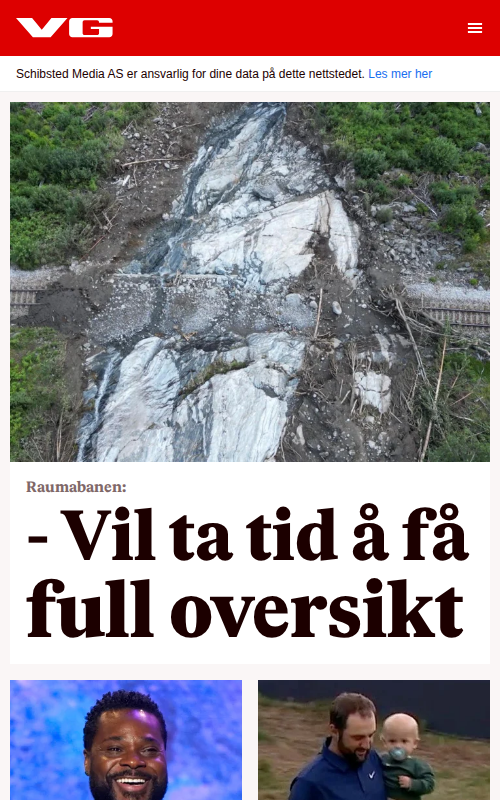 VG
Schibsted Media AS er ansvarlig for dine data på dette nettstedet. Les mer her
Raumabanen:
- Vil ta tid å få
full oversikt